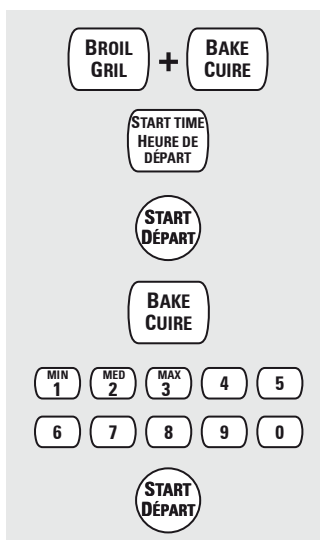 BROIL
GRIL
+
BAKE
CUIRE
START TIME
HEURE DE
DÉPART
START
DÉPART
BAKE
CUIRE
MIN MED MAX
1 2 3 4 5
6 7 8 9 0
START
DÉPART